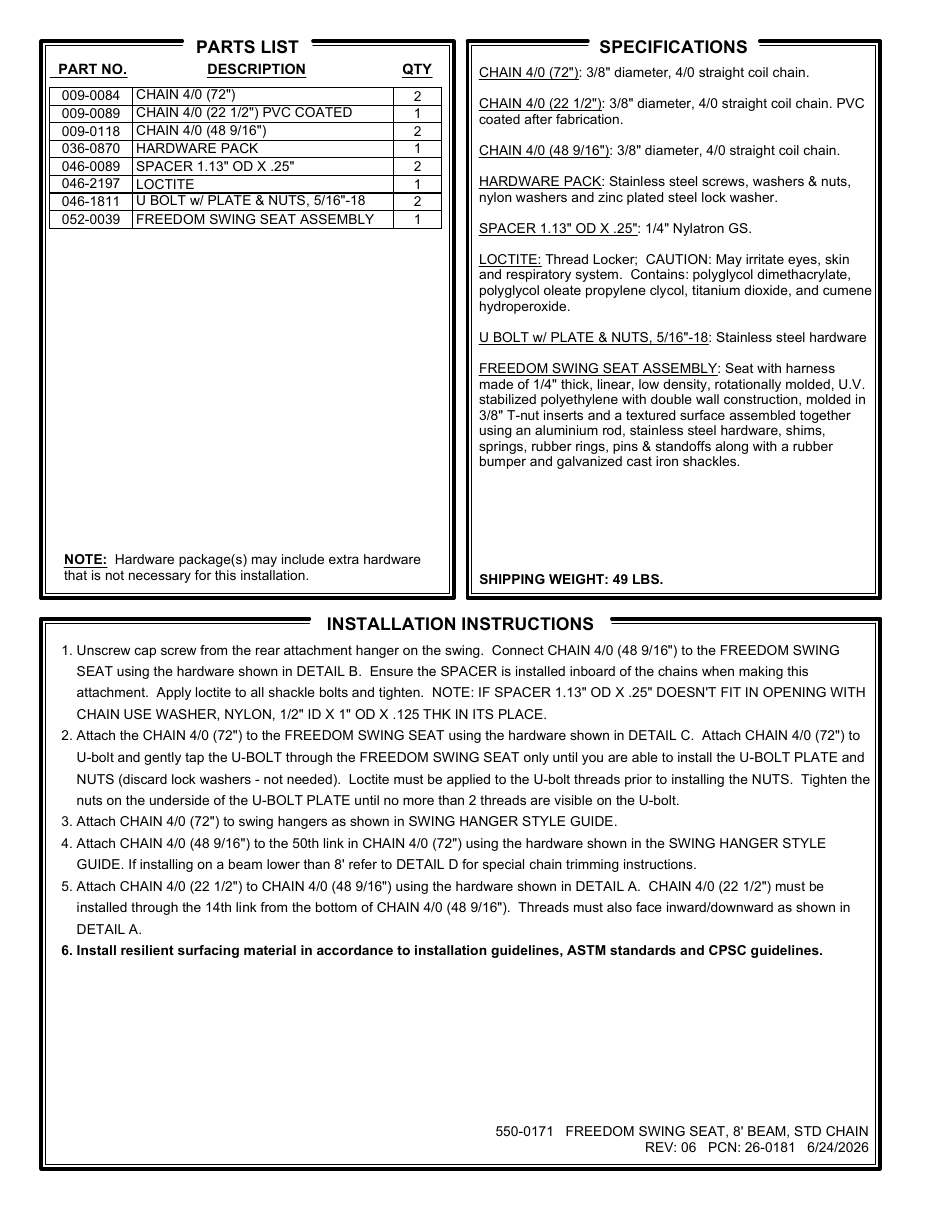 PARTS LIST
PART NO. DESCRIPTION QTY
009-0084 CHAIN 4/0 (72") 2
009-0089 CHAIN 4/0 (22 1/2") PVC COATED 1
009-0118 CHAIN 4/0 (48 9/16") 2
036-0870 HARDWARE PACK 1
046-0089 SPACER 1.13" OD X .25" 2
046-2197 LOCTITE 1
046-1811 U BOLT w/ PLATE & NUTS, 5/16"-18 2
052-0039 FREEDOM SWING SEAT ASSEMBLY 1
NOTE: Hardware package(s) may include extra hardware
that is not necessary for this installation.
SPECIFICATIONS
CHAIN 4/0 (72"): 3/8" diameter, 4/0 straight coil chain.
CHAIN 4/0 (22 1/2"): 3/8" diameter, 4/0 straight coil chain. PVC
coated after fabrication.
CHAIN 4/0 (48 9/16"): 3/8" diameter, 4/0 straight coil chain.
HARDWARE PACK: Stainless steel screws, washers & nuts,
nylon washers and zinc plated steel lock washer.
SPACER 1.13" OD X .25": 1/4" Nylatron GS.
LOCTITE: Thread Locker; CAUTION: May irritate eyes, skin
and respiratory system. Contains: polyglycol dimethacrylate,
polyglycol oleate propylene clycol, titanium dioxide, and cumene
hydroperoxide.
U BOLT w/ PLATE & NUTS, 5/16"-18: Stainless steel hardware
FREEDOM SWING SEAT ASSEMBLY: Seat with harness
made of 1/4" thick, linear, low density, rotationally molded, U.V.
stabilized polyethylene with double wall construction, molded in
3/8" T-nut inserts and a textured surface assembled together
using an aluminium rod, stainless steel hardware, shims,
springs, rubber rings, pins & standoffs along with a rubber
bumper and galvanized cast iron shackles.
SHIPPING WEIGHT: 49 LBS.
INSTALLATION INSTRUCTIONS
1. Unscrew cap screw from the rear attachment hanger on the swing. Connect CHAIN 4/0 (48 9/16") to the FREEDOM SWING
SEAT using the hardware shown in DETAIL B. Ensure the SPACER is installed inboard of the chains when making this
attachment. Apply loctite to all shackle bolts and tighten. NOTE: IF SPACER 1.13" OD X .25" DOESN'T FIT IN OPENING WITH
CHAIN USE WASHER, NYLON, 1/2" ID X 1" OD X .125 THK IN ITS PLACE.
2. Attach the CHAIN 4/0 (72") to the FREEDOM SWING SEAT using the hardware shown in DETAIL C. Attach CHAIN 4/0 (72") to
U-bolt and gently tap the U-BOLT through the FREEDOM SWING SEAT only until you are able to install the U-BOLT PLATE and
NUTS (discard lock washers - not needed). Loctite must be applied to the U-bolt threads prior to installing the NUTS. Tighten the
nuts on the underside of the U-BOLT PLATE until no more than 2 threads are visible on the U-bolt.
3. Attach CHAIN 4/0 (72") to swing hangers as shown in SWING HANGER STYLE GUIDE.
4. Attach CHAIN 4/0 (48 9/16") to the 50th link in CHAIN 4/0 (72") using the hardware shown in the SWING HANGER STYLE
GUIDE. If installing on a beam lower than 8' refer to DETAIL D for special chain trimming instructions.
5. Attach CHAIN 4/0 (22 1/2") to CHAIN 4/0 (48 9/16") using the hardware shown in DETAIL A. CHAIN 4/0 (22 1/2") must be
installed through the 14th link from the bottom of CHAIN 4/0 (48 9/16"). Threads must also face inward/downward as shown in
DETAIL A.
6. Install resilient surfacing material in accordance to installation guidelines, ASTM standards and CPSC guidelines.
550-0171 FREEDOM SWING SEAT, 8' BEAM, STD CHAIN
REV: 06 PCN: 26-0181 6/24/2026